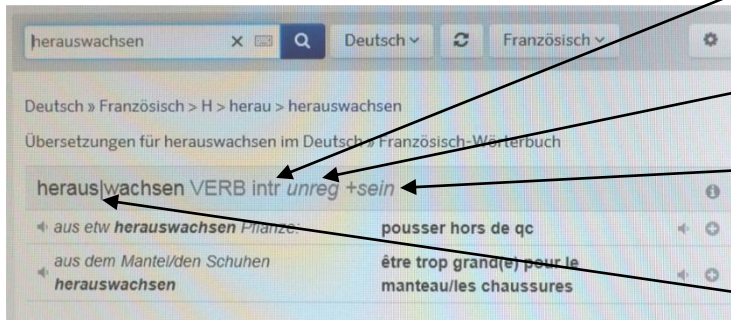 herauswachsen Deutsch Französisch
Deutsch » Französisch > H > herau > herauswachsen
Übersetzungen für herauswachsen im Deutsch » Französisch-Wörterbuch
heraus|wachsen VERB intr unreg +sein
aus etw herauswachsen Pflanze: pousser hors de qc
aus dem Mantel/den Schuhen être trop grand(e) pour le
herauswachsen manteau/les chaussures